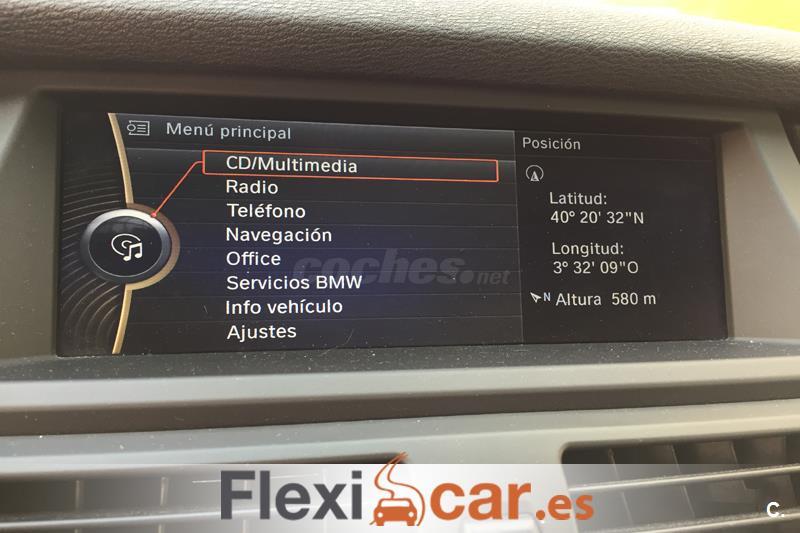 Menú principal
CD/Multimedia
Radio
Teléfono
Navegación
Office
Servicios BMW
Info vehículo
Ajustes
Posición
Latitud:
40° 20' 32"N
Longitud:
3° 32' 09"O
N Altura 580 m
coches.net
Flexicar.es
C.